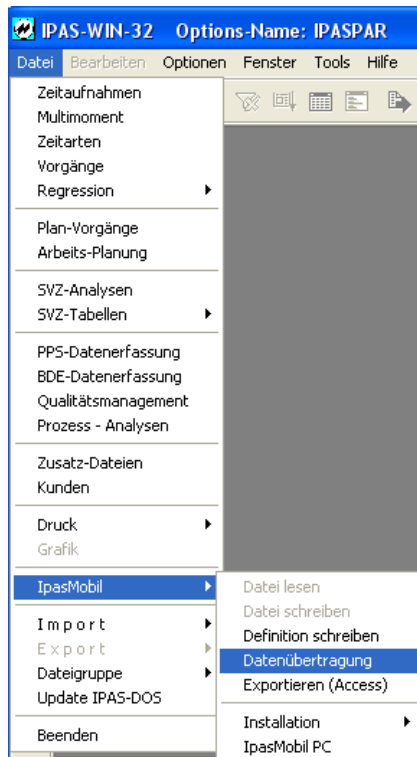 IPAS-WIN-32 Options-Name: IPASPAR
Datei Bearbeiten Optionen Fenster Tools Hilfe
Zeitaufnahmen
Multimoment
Zeitarten
Vorgänge
Regression
Plan-Vorgänge
Arbeits-Planung
SVZ-Analysen
SVZ-Tabellen
PPS-Datenerfassung
BDE-Datenerfassung
Qualitätsmanagement
Prozess - Analysen
Zusatz-Dateien
Kunden
Druck
Grafik
IpasMobil
Import
Export
Dateigruppe
Update IPAS-DOS
Beenden
Datei lesen
Datei schreiben
Definition schreiben
Datenübertragung
Exportieren (Access)
Installation
IpasMobil PC